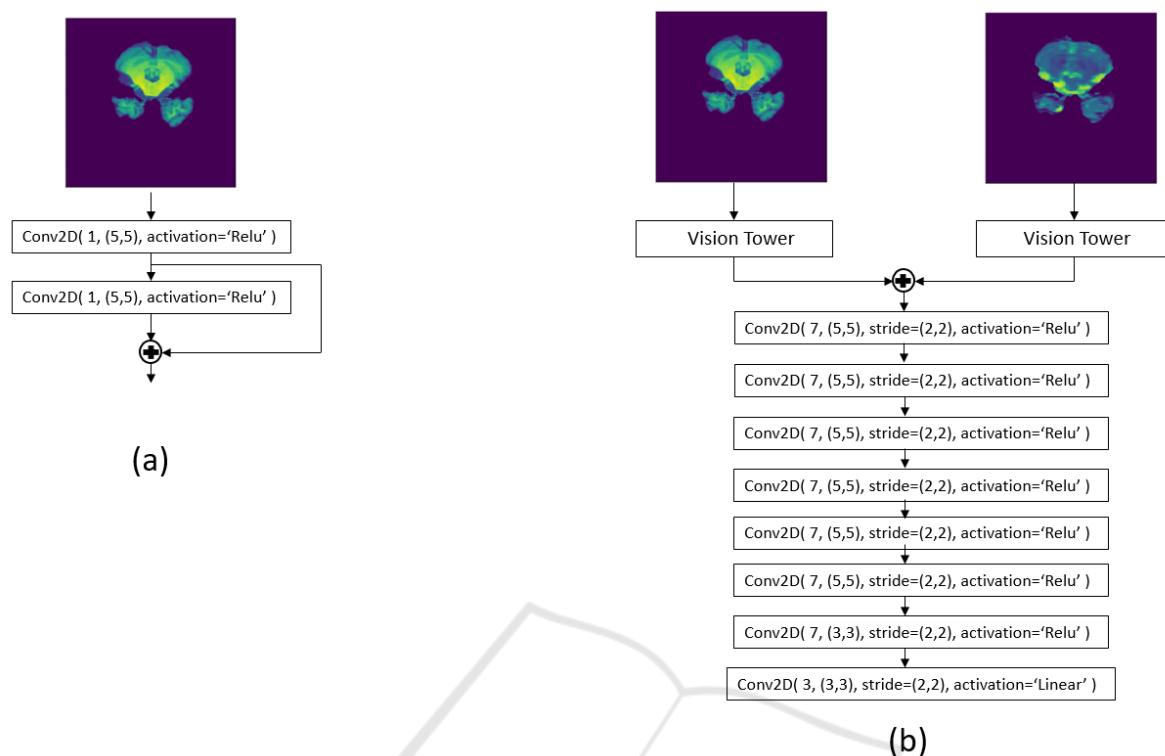 Conv2D( 1, (5,5), activation=‘Relu’ )
Conv2D( 1, (5,5), activation=‘Relu’ )
(a)
Vision Tower
Vision Tower
Conv2D( 7, (5,5), stride=(2,2), activation=‘Relu’ )
Conv2D( 7, (5,5), stride=(2,2), activation=‘Relu’ )
Conv2D( 7, (5,5), stride=(2,2), activation=‘Relu’ )
Conv2D( 7, (5,5), stride=(2,2), activation=‘Relu’ )
Conv2D( 7, (5,5), stride=(2,2), activation=‘Relu’ )
Conv2D( 7, (5,5), stride=(2,2), activation=‘Relu’ )
Conv2D( 7, (3,3), stride=(2,2), activation=‘Relu’ )
Conv2D( 3, (3,3), stride=(2,2), activation=‘Linear’ )
(b)